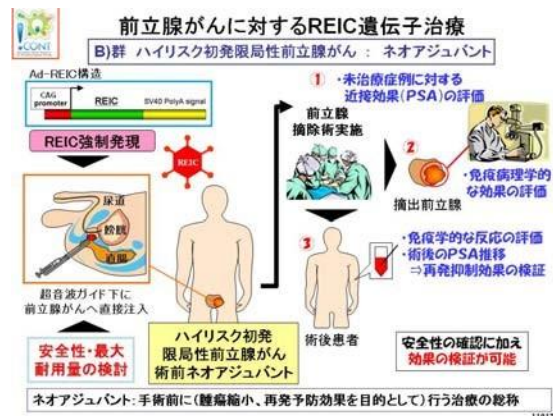 i.CONT
前立腺がんに対するREIC遺伝子治療
B)群 ハイリスク初発限局性前立腺がん : ネオアジュバント
Ad-REIC構造
CAG
promoter
REIC
SV40 PolyA signal
REIC強制発現
REIC
尿道
膀胱
直腸
超音波ガイド下に
前立腺がんへ直接注入
安全性・最大
耐用量の検討
ハイリスク初発
限局性前立腺がん
術前ネオアジュバント
① ・未治療症例に対する
近接効果(PSA)の評価
前立腺
摘除術実施
②
摘出前立腺
・免疫病理学的
な効果の評価
③
術後患者
・免疫学的な反応の評価
・術後のPSA推移
⇒再発抑制効果の検証
安全性の確認に加え
効果の検証が可能
ネオアジュバント:手術前に(腫瘍縮小、再発予防効果を目的として)行う治療の総称